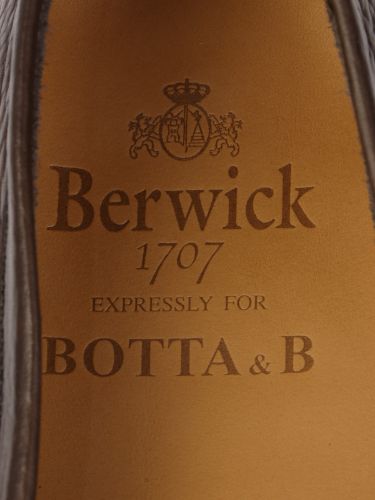 Berwick
1707
EXPRESSLY FOR
BOTTA & B